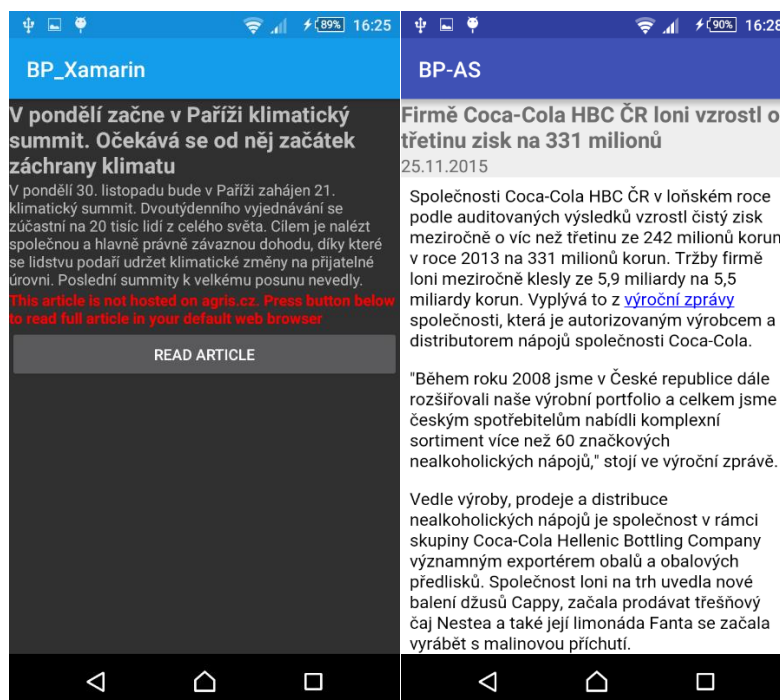 89% 16:25
BP_Xamarin
V pondělí začne v Paříži klimatický
summit. Očekává se od něj začátek
záchrany klimatu
V pondělí 30. listopadu bude v Paříži zahájen 21.
klimatický summit. Dvoutýdenního vyjednávání se
zúčastní na 20 tisíc lidí z celého světa. Cílem je nalézt
společnou a hlavně právně závaznou dohodu, díky které
se lidstvu podaří udržet klimatické změny na přijatelné
úrovni. Poslední summity k velkému posunu nevedly.
This article is not hosted on agris.cz. Press button below
to read full article in your default web browser
READ ARTICLE
90% 16:28
BP-AS
Firmě Coca-Cola HBC ČR loni vzrostl o
třetinu zisk na 331 milionů
25.11.2015
Společnosti Coca-Cola HBC ČR v loňském roce
podle auditovaných výsledků vzrostl čistý zisk
meziročně o víc než třetinu ze 242 milionů korun
v roce 2013 na 331 milionů korun. Tržby firmě
loni meziročně klesly ze 5,9 miliardy na 5,5
miliardy korun. Vyplývá to z výroční zprávy
společnosti, která je autorizovaným výrobcem a
distributorem nápojů společnosti Coca-Cola.
"Během roku 2008 jsme v České republice dále
rozšiřovali naše výrobní portfolio a celkem jsme
českým spotřebitelům nabídli komplexní
sortiment více než 60 značkových
nealkoholických nápojů," stojí ve výroční zprávě.
Vedle výroby, prodeje a distribuce
nealkoholických nápojů je společnost v rámci
skupiny Coca-Cola Hellenic Bottling Company
významným exportérem obalů a obalových
předlisků. Společnost loni na trh uvedla nové
balení džusů Cappy, začala prodávat třešňový
čaj Nestea a také její limonáda Fanta se začala
vyrábět s malinovou příchutí.